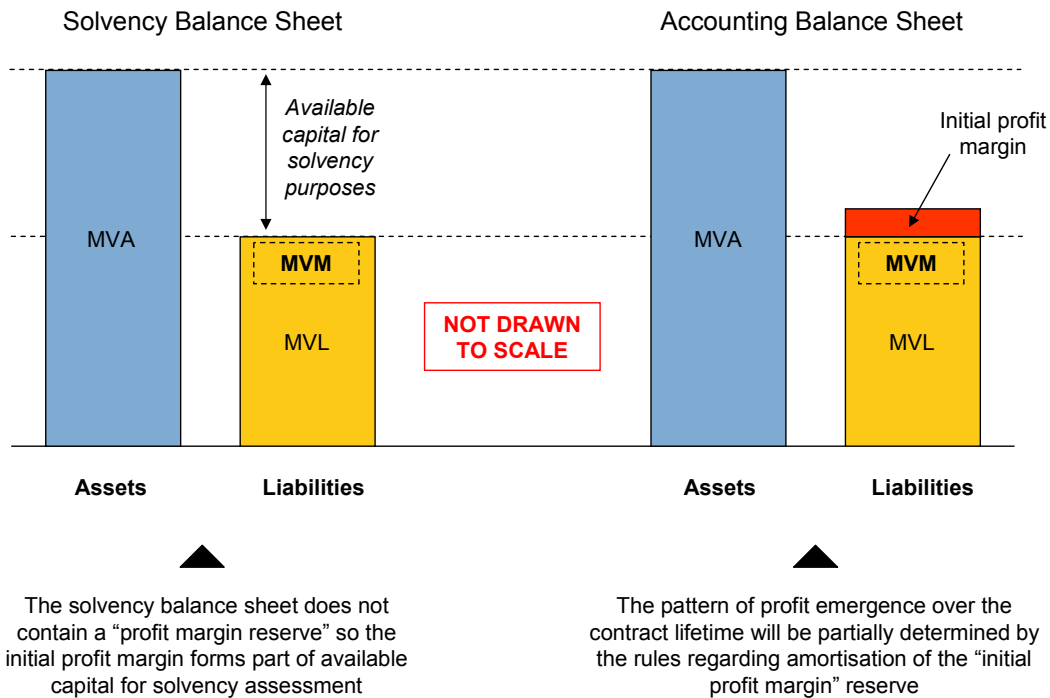 Solvency Balance Sheet
Available
capital for
solvency
purposes
MVA
MVM
MVL
Assets
Liabilities
The solvency balance sheet does not
contain a “profit margin reserve” so the
initial profit margin forms part of available
capital for solvency assessment
NOT DRAWN
TO SCALE
Accounting Balance Sheet
Initial profit
margin
MVA
MVM
MVL
Assets
Liabilities
The pattern of profit emergence over the
contract lifetime will be partially determined by
the rules regarding amortisation of the “initial
profit margin” reserve